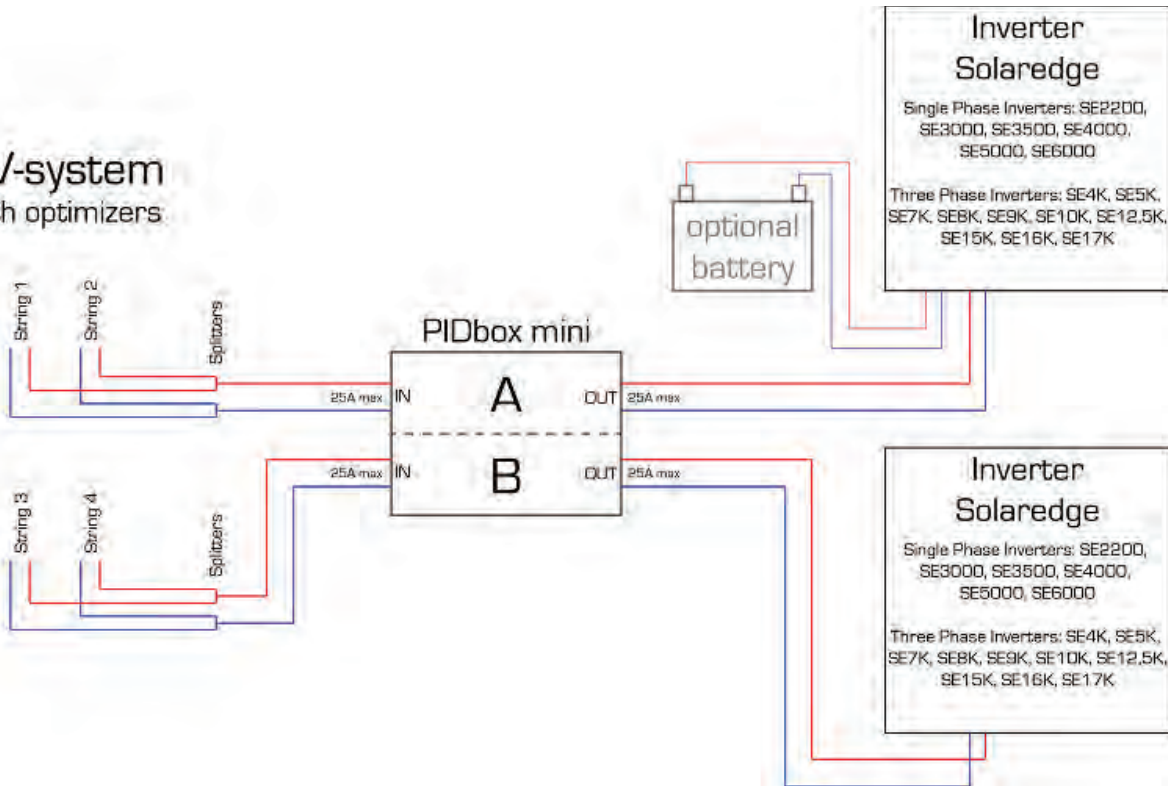 V-system
th optimizers
String 1
String 2
Splitters
PIDbox mini
25A max
IN
A
OUT
25A max
25A max
IN
B
OUT
25A max
String 3
String 4
Splitters
optional
battery
Inverter
Solaredge
Single Phase Inverters: SE2200,
SE3000, SE3500, SE4000,
SE5000, SE6000
Three Phase Inverters: SE4K, SE5K,
SE7K, SE8K, SE9K, SE10K, SE12,5K,
SE15K, SE16K, SE17K
Inverter
Solaredge
Single Phase Inverters: SE2200,
SE3000, SE3500, SE4000,
SE5000, SE6000
Three Phase Inverters: SE4K, SE5K,
SE7K, SE8K, SE9K, SE10K, SE12,5K,
SE15K, SE16K, SE17K